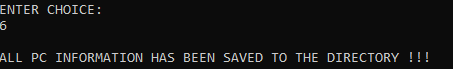 ENTER CHOICE:
6
ALL PC INFORMATION HAS BEEN SAVED TO THE DIRECTORY !!!